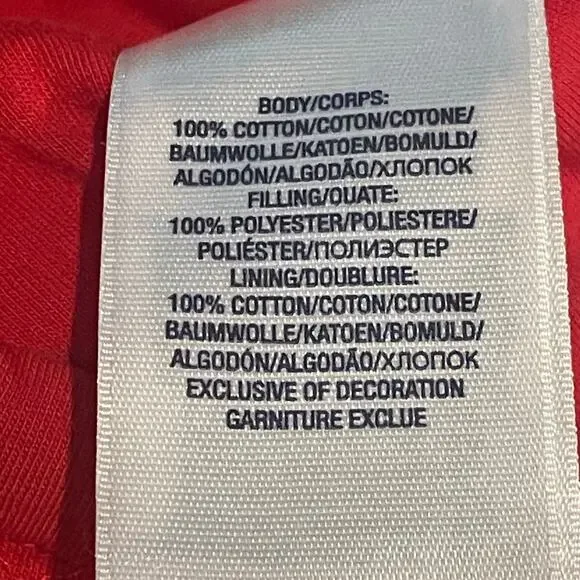 BODY/CORPS:
100% COTTON/COTON/COTONE/
BAUMWOLLE/KATOEN/BOMULD/
ALGODÓN/ALGODÃO/ХЛОПОК
FILLING/OUATE:
100% POLYESTER/POLIESTERE/
POLIÉSTER/ПОЛИЭСТЕР
LINING/DOUBLURE:
100% COTTON/COTON/COTONE/
BAUMWOLLE/KATOEN/BOMULD/
ALGODÓN/ALGODÃO/ХЛОПОК
EXCLUSIVE OF DECORATION
GARNITURE EXCLUE